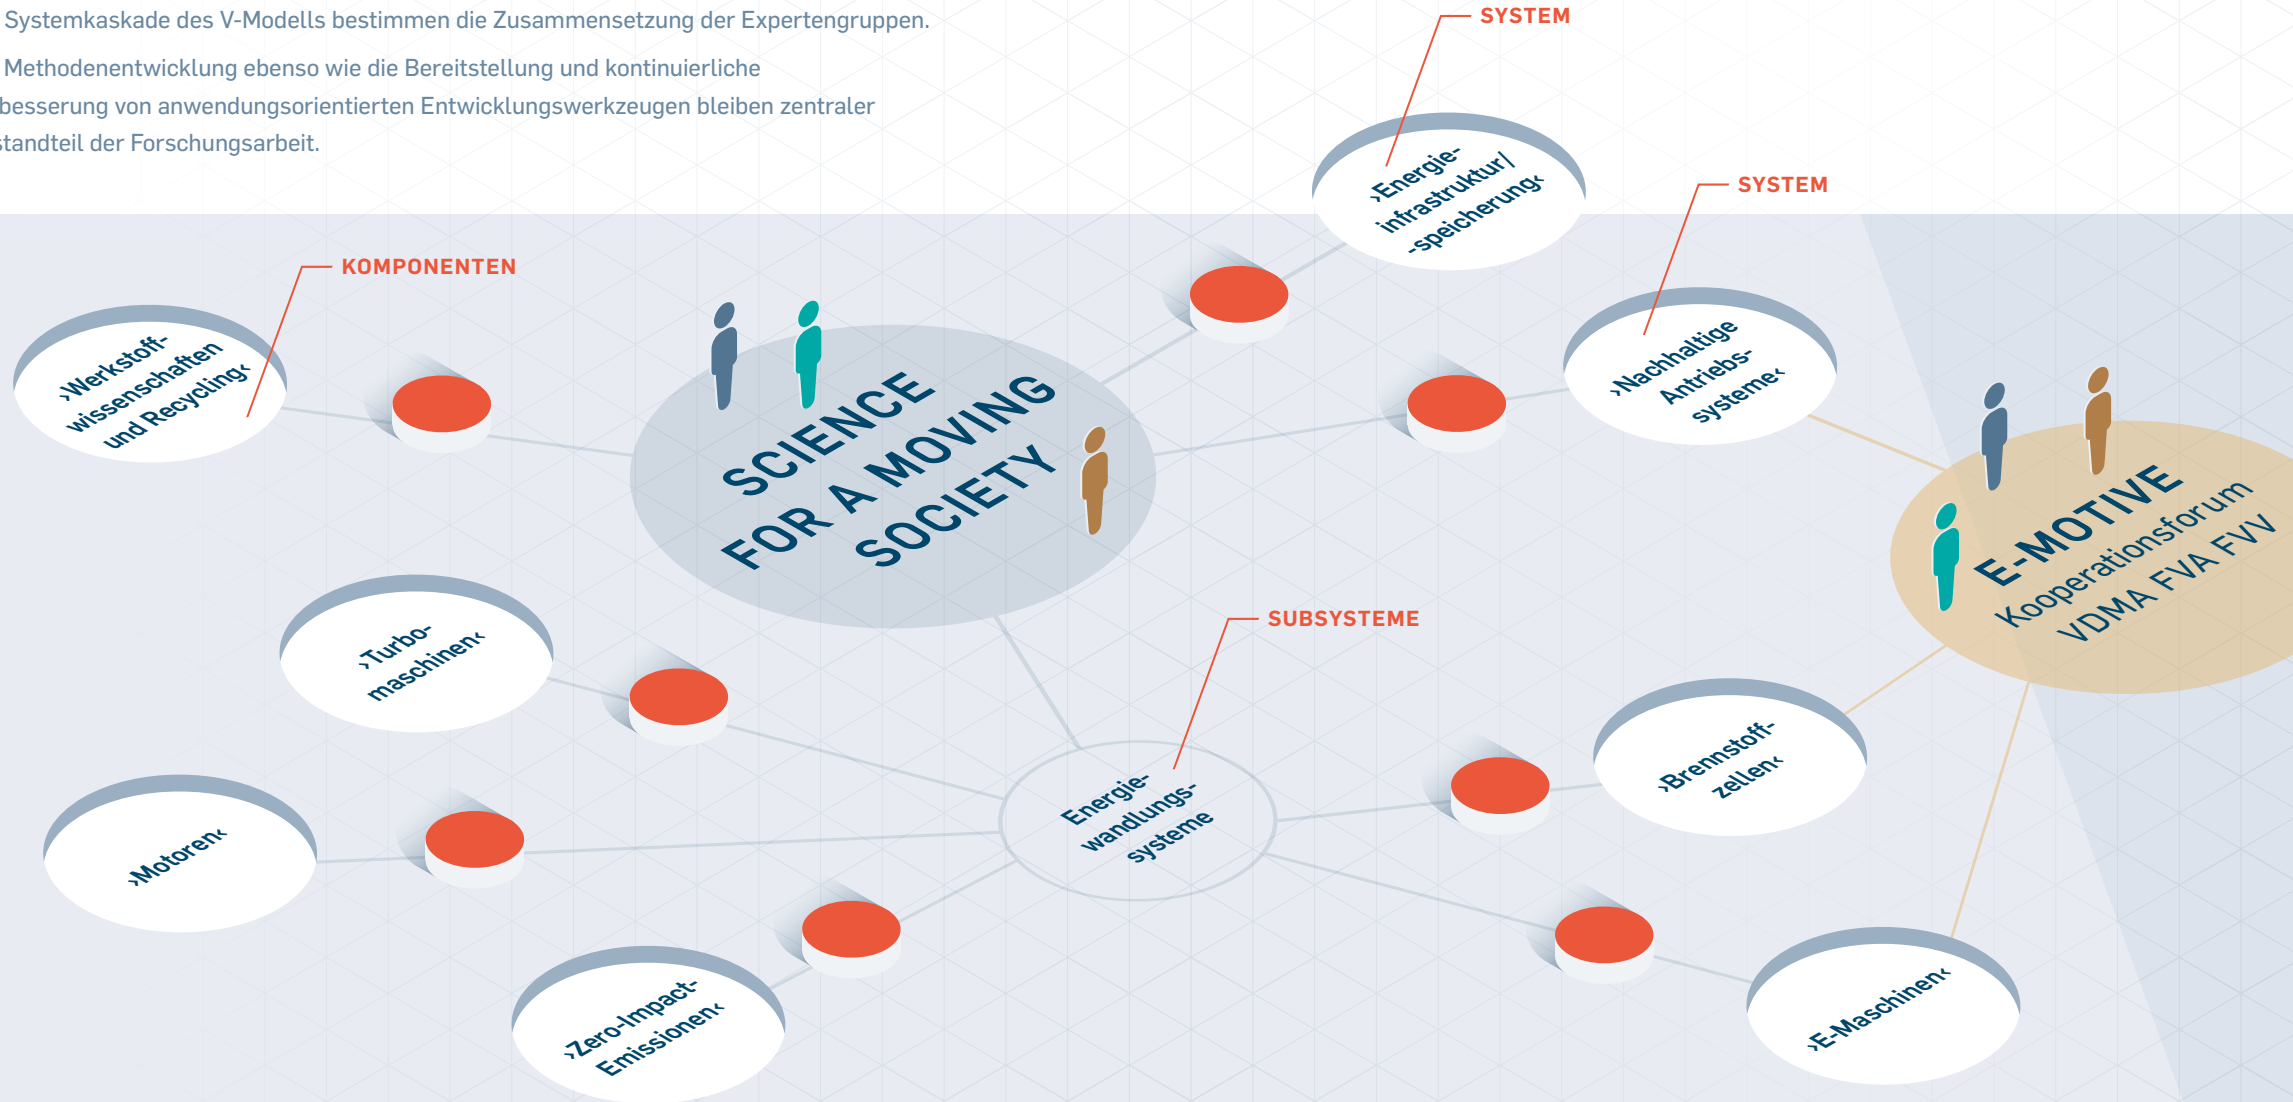 Systemkaskade des V-Modells bestimmen die Zusammensetzung der Expertengruppen.
Methodenentwicklung ebenso wie die Bereitstellung und kontinuierliche
besserung von anwendungsorientierten Entwicklungswerkzeugen bleiben zentraler
standteil der Forschungsarbeit.
SYSTEM
›Energie-
infrastruktur/
-speicherung‹
SYSTEM
›Nachhaltige
Antriebs-
systeme‹
KOMPONENTEN
›Werkstoff-
wissenschaften
und Recycling‹
SCIENCE
FOR A MOVING
SOCIETY
E-MOTIVE
Kooperationsforum
VDMA FVA FVV
›Turbo-
maschinen‹
SUBSYSTEME
Energie-
wandlungs-
systeme
›Brennstoff-
zellen‹
›Motoren‹
›Zero-Impact-
Emissionen‹
›E-Maschinen‹